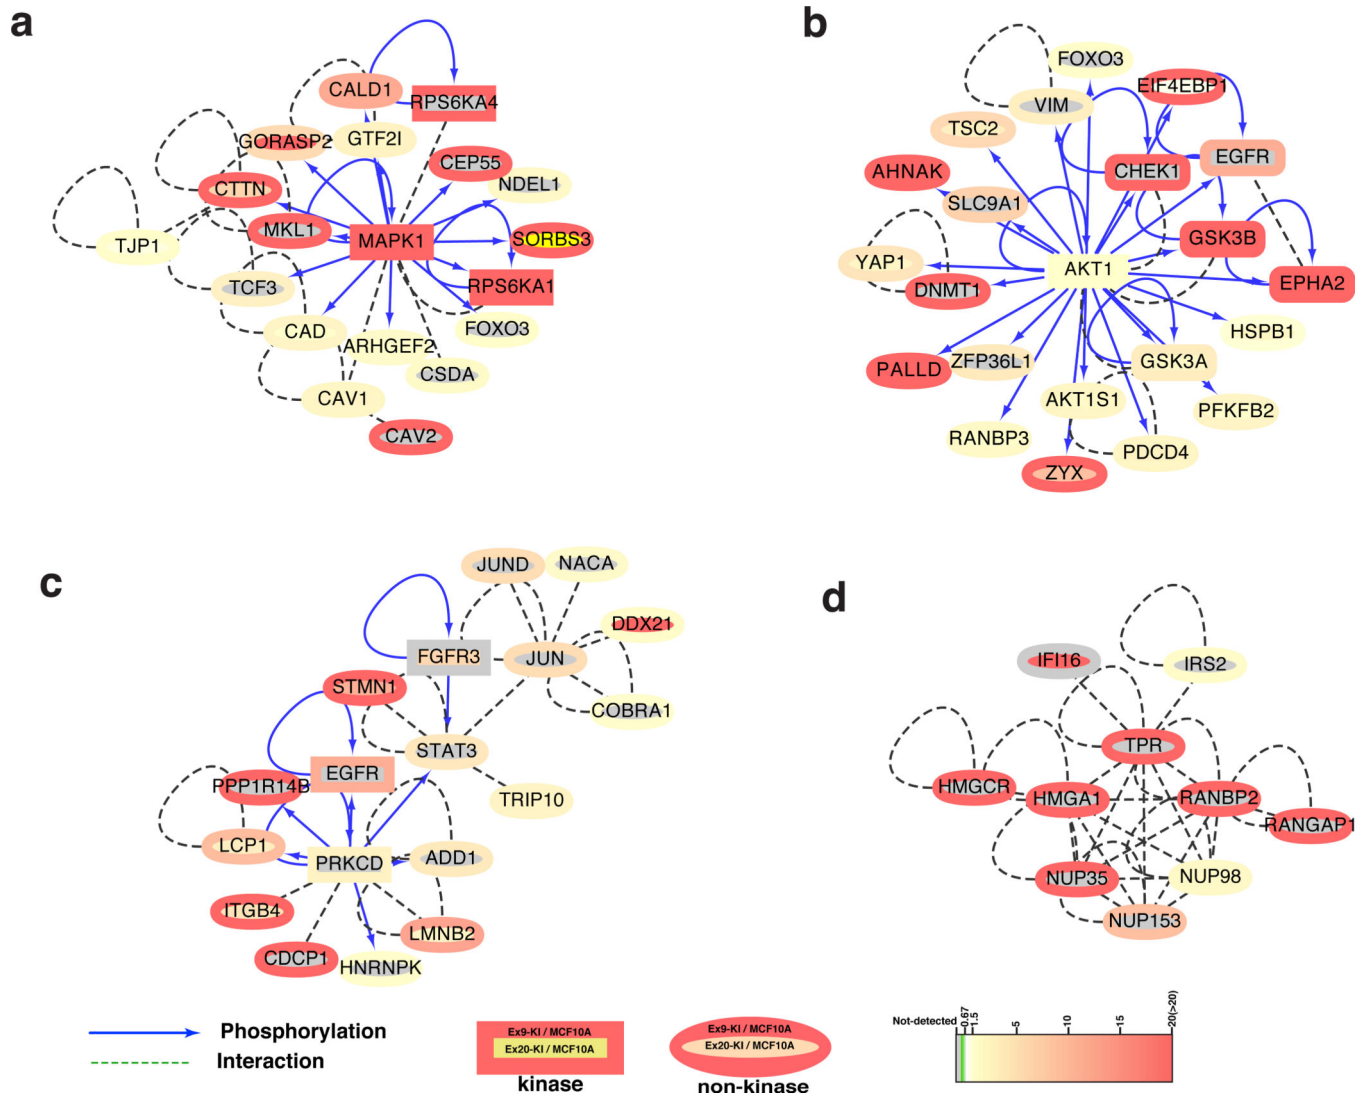 a
CALD1
RPS6KA4
GORASP2
GTF2I
CEP55
NDEL1
CTTN
MKL1
MAPK1
SORBS3
TJP1
TCF3
RPS6KA1
CAD
ARHGEF2
FOXO3
CSDA
CAV1
CAV2
b
FOXO3
EIF4EBP1
VIM
TSC2
EGFR
AHNAK
CHEK1
SLC9A1
GSK3B
YAP1
AKT1
DNMT1
EPHA2
HSPB1
PALLD
ZFP36L1
GSK3A
AKT1S1
PFKFB2
RANBP3
PDCD4
ZYX
c
JUND
NACA
DDX21
FGFR3
JUN
STMN1
COBRA1
STAT3
EGFR
PPP1R14B
TRIP10
LCP1
PRKCD
ADD1
ITGB4
LMNB2
CDCP1
HNRNPK
d
IFI16
IRS2
TPR
HMGCR
HMGA1
RANBP2
RANGAP1
NUP35
NUP98
NUP153
Phosphorylation
Interaction
Ex9-KI / MCF10A
Ex20-KI / MCF10A
kinase
Ex9-KI / MCF10A
Ex20-KI / MCF10A
non-kinase
Not-detected
0.67
1.5
5
10
15
20(>20)